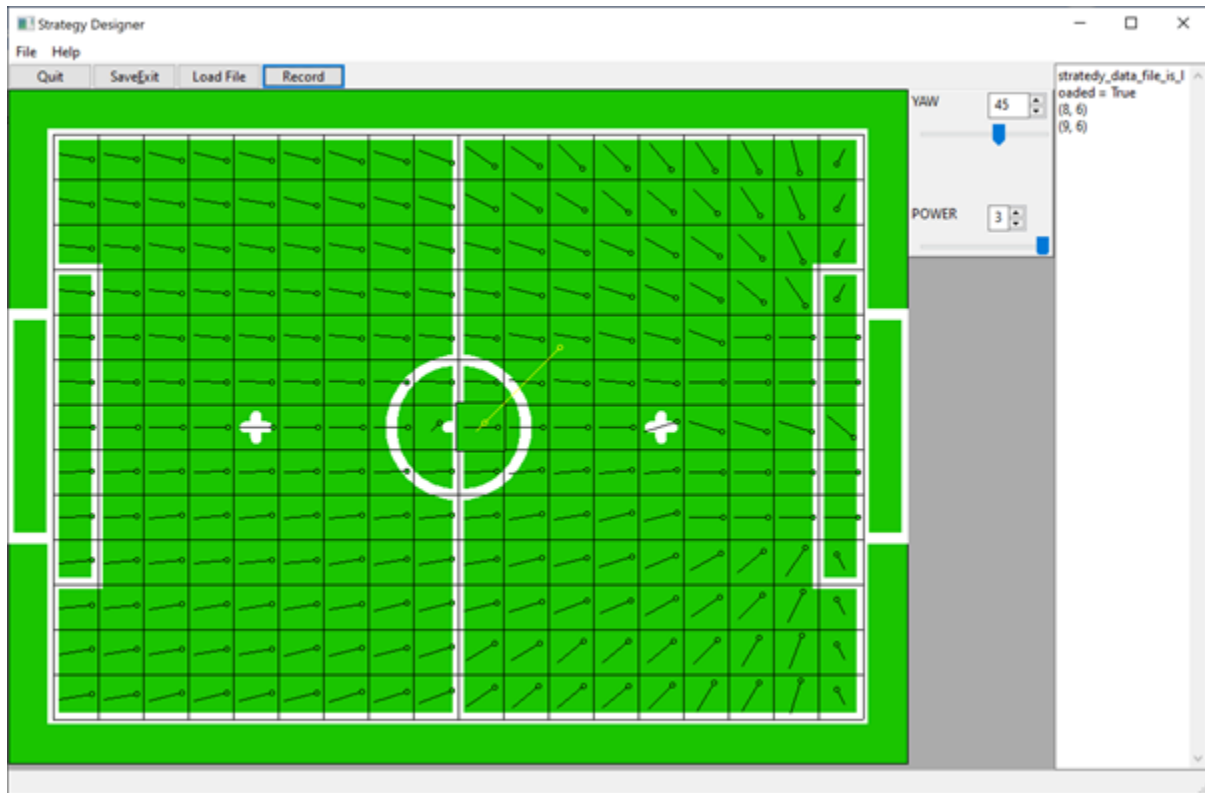 Strategy Designer
File Help
Quit SaveExit Load File Record
YAW 45
POWER 3
stratedy_data_file_is_l
oaded = True
(8, 6)
(9, 6)